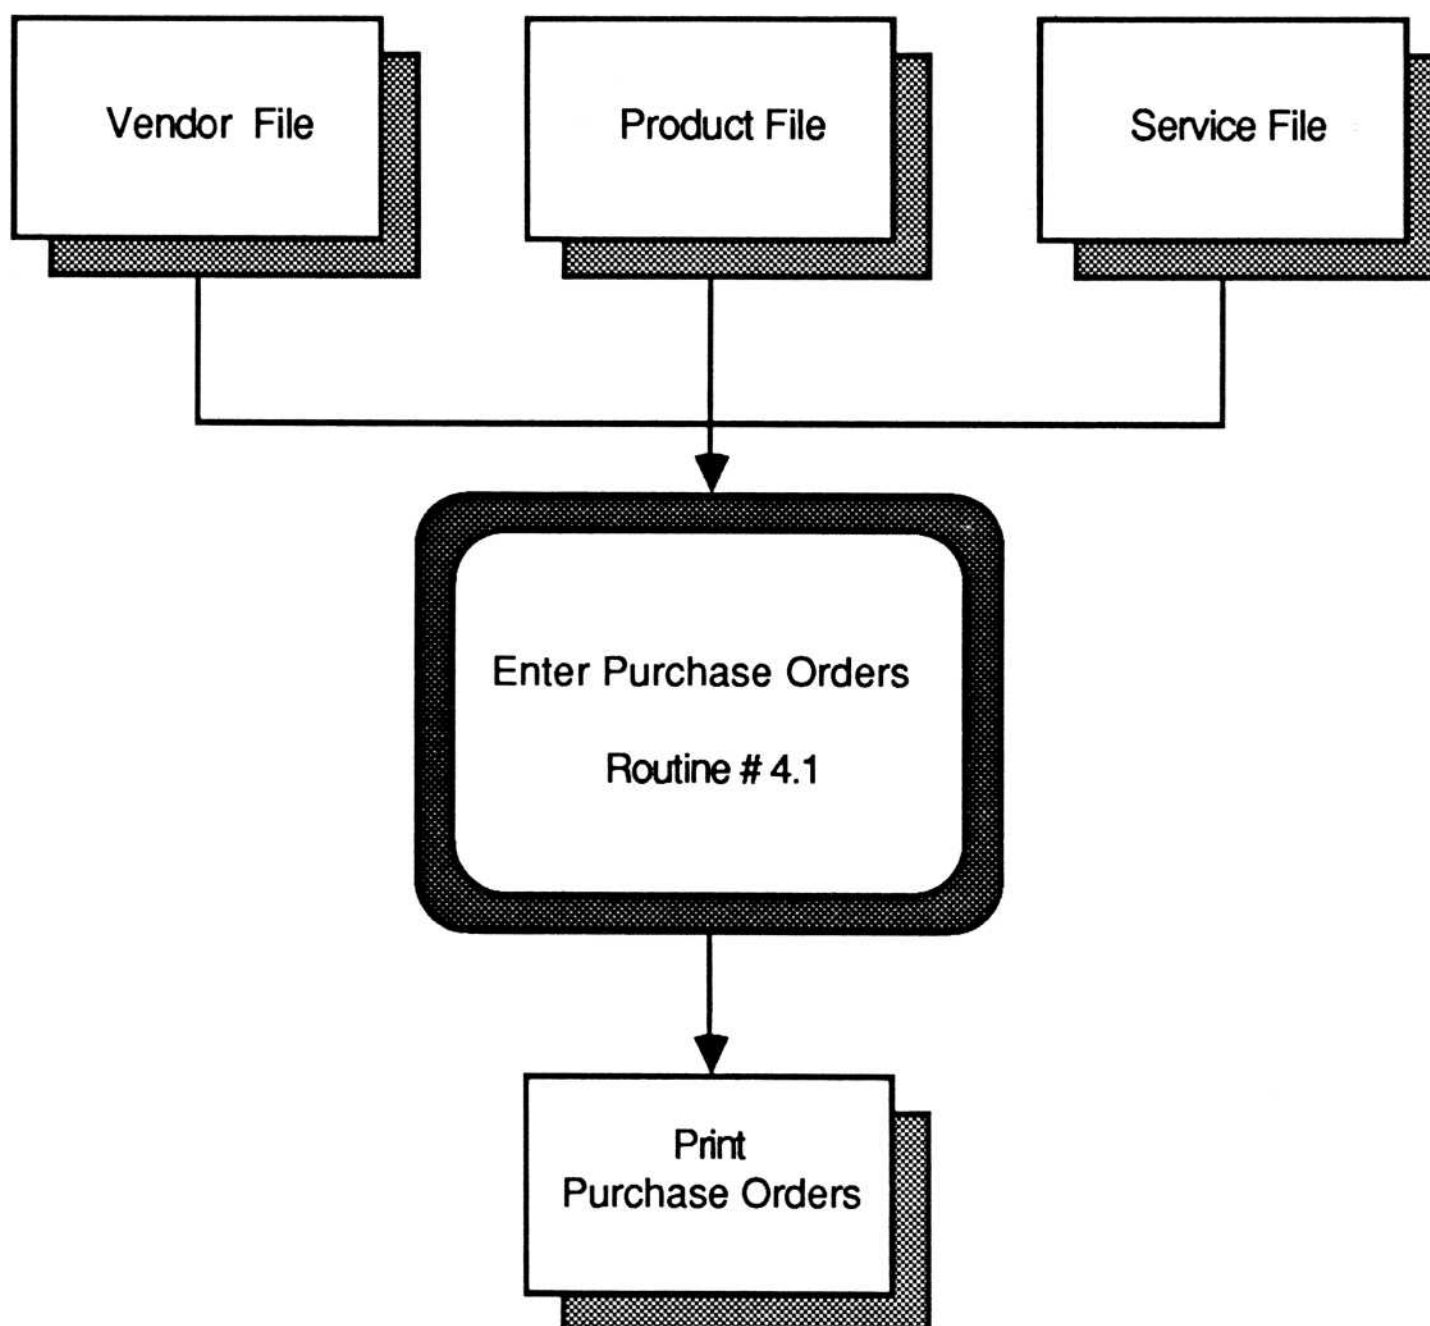 Vendor File
Product File
Service File
Enter Purchase Orders
Routine # 4.1
Print
Purchase Orders